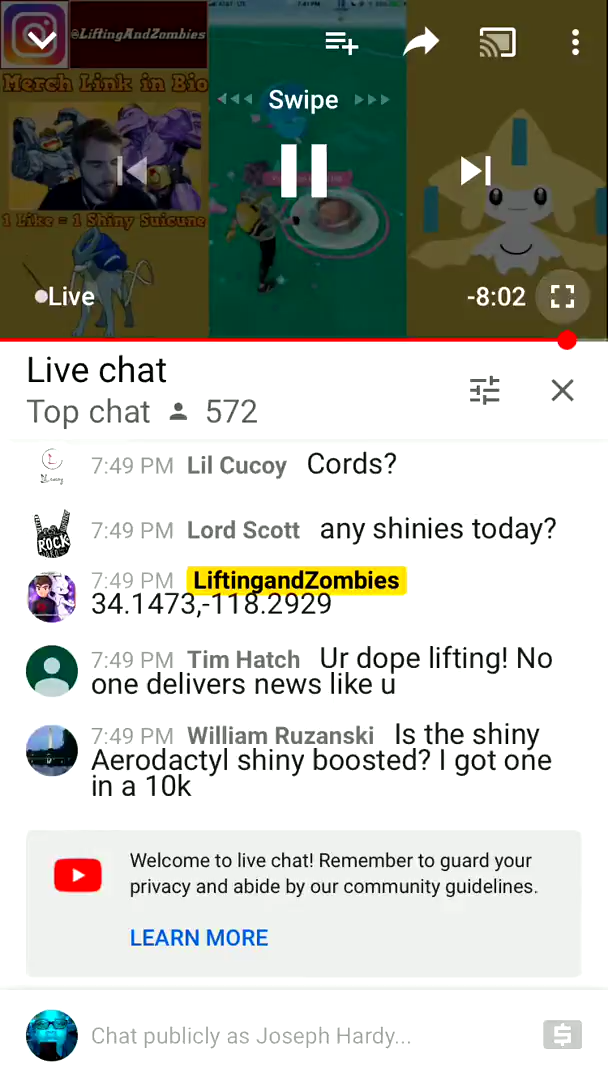 @LiftingAndZombies
Merch Link in Bio
Swipe
1 Like = 1 Shiny Suicune
Live
-8:02
Live chat
Top chat 572
7:49 PM Lil Cucoy Cords?
7:49 PM Lord Scott any shinies today?
ROCK
7:49 PM LiftingandZombies
34.1473,-118.2929
7:49 PM Tim Hatch Ur dope lifting! No
one delivers news like u
7:49 PM William Ruzanski Is the shiny
Aerodactyl shiny boosted? I got one
in a 10k
Welcome to live chat! Remember to guard your
privacy and abide by our community guidelines.
LEARN MORE
Chat publicly as Joseph Hardy...
$